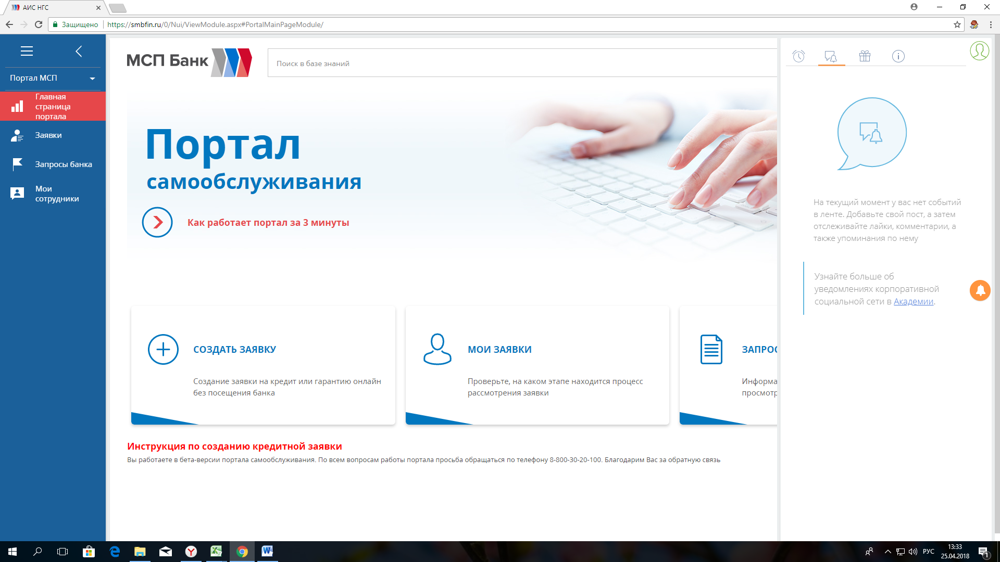 АИС НГС
Защищено
https://smbfin.ru/0/Nui/ViewModule.aspx#PortalMainPageModule/
Портал МСП
Главная
страница
портала
Заявки
Запросы банка
Мои
сотрудники
МСП Банк
Поиск в базе знаний
Портал
самообслуживания
Как работает портал за 3 минуты
СОЗДАТЬ ЗАЯВКУ
Создание заявки на кредит или гарантию онлайн
без посещения банка
МОИ ЗАЯВКИ
Проверьте, на каком этапе находится процесс
рассмотрения заявки
ЗАПРОС
Информа
просмотр
Инструкция по созданию кредитной заявки
Вы работаете в бета-версии портала самообслуживания. По всем вопросам работы портала просьба обращаться по телефону 8-800-30-20-100. Благодарим Вас за обратную связь
На текущий момент у вас нет событий
в ленте. Добавьте свой пост, а затем
отслеживайте лайки, комментарии, а
также упоминания по нему
Узнайте больше об
уведомлениях корпоративной
социальной сети в Академии.
РУС
13:33
25.04.2018
1